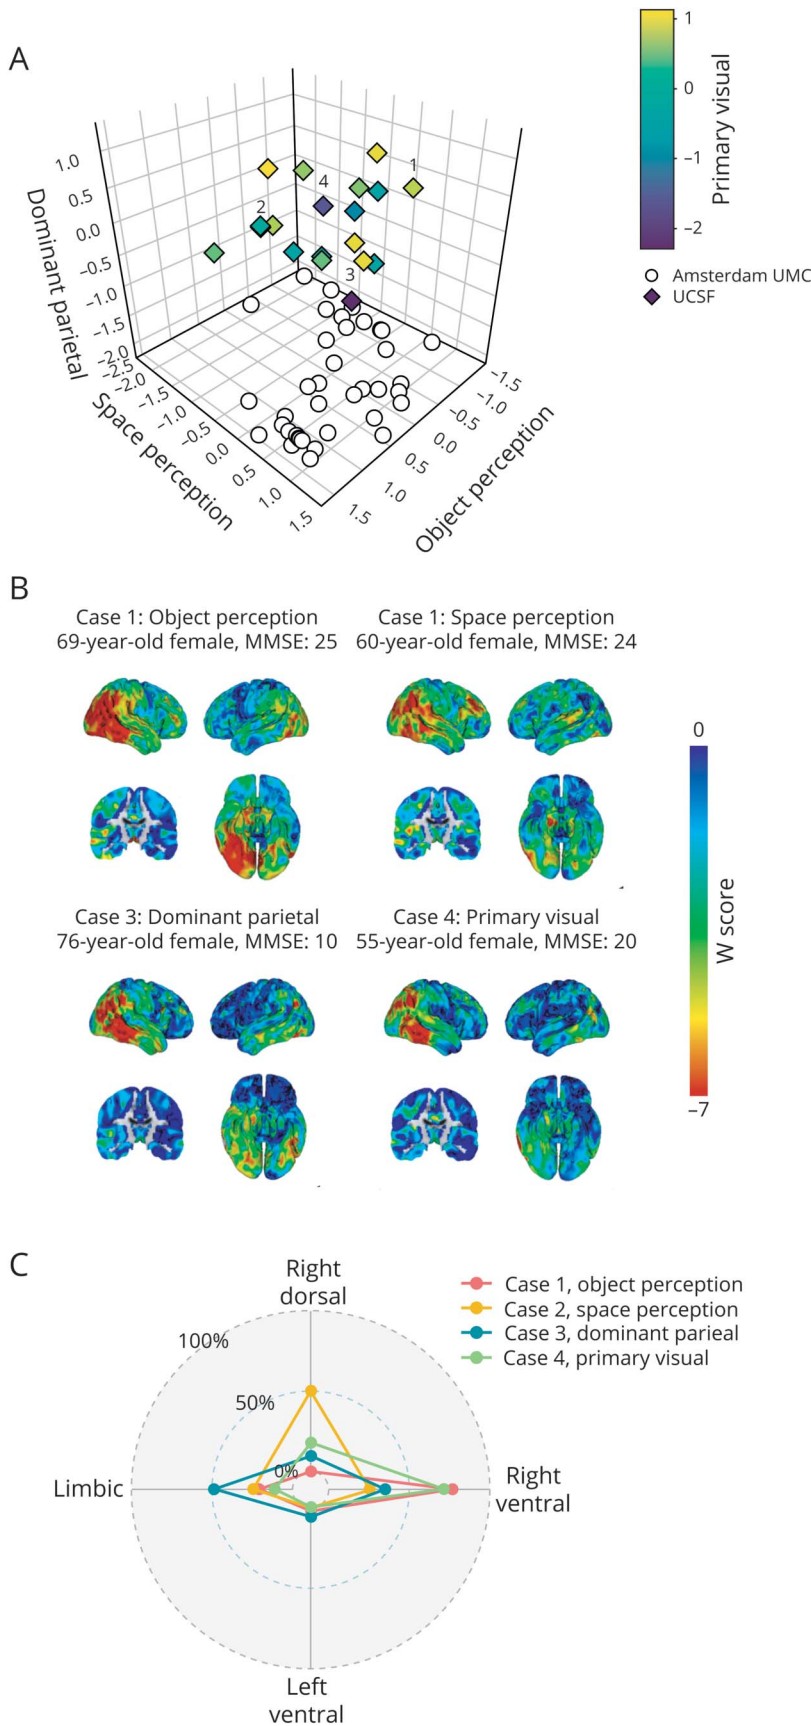 A
1
0
−1
−2
Primary visual
Amsterdam UMC
UCSF
1.0
0.5
0.0
−0.5
−1.0
−1.5
−2.0
Dominant parietal
−2.5
−2.0
−1.5
−1.0
−0.5
0.0
0.5
1.0
1.5
Space perception
−1.5
−1.0
−0.5
0.0
0.5
1.0
1.5
Object perception
1
4
2
3
B
Case 1: Object perception
69-year-old female, MMSE: 25
Case 1: Space perception
60-year-old female, MMSE: 24
Case 3: Dominant parietal
76-year-old female, MMSE: 10
Case 4: Primary visual
55-year-old female, MMSE: 20
0
W score
−7
C
Right
dorsal
100%
50%
0%
Limbic
Right
ventral
Left
ventral
Case 1, object perception
Case 2, space perception
Case 3, dominant parieal
Case 4, primary visual